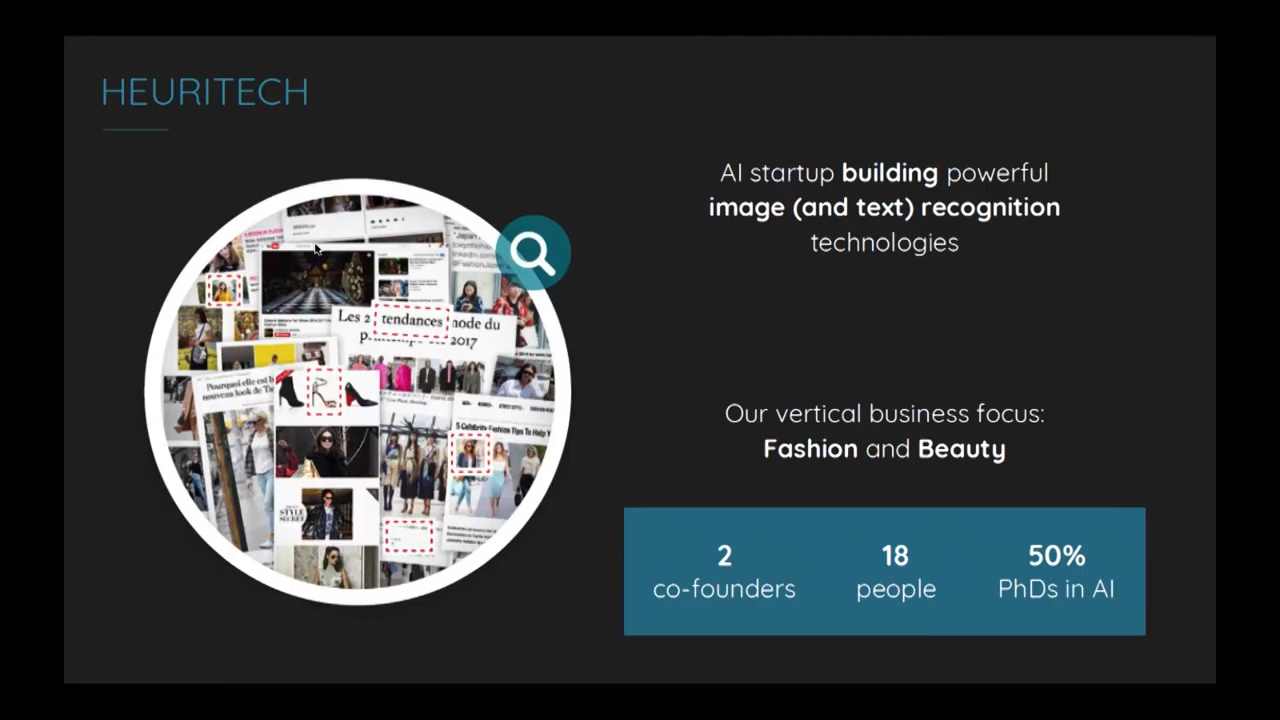 HEURITECH
AI startup building powerful
image (and text) recognition
technologies
Our vertical business focus:
Fashion and Beauty
2
co-founders
18
people
50%
PhDs in AI
Les 2 tendances mode du
2017
Pourquoi elle est
nouveau look de
5 Celebrity Fashion Tips To Help
STYLE
SECRET